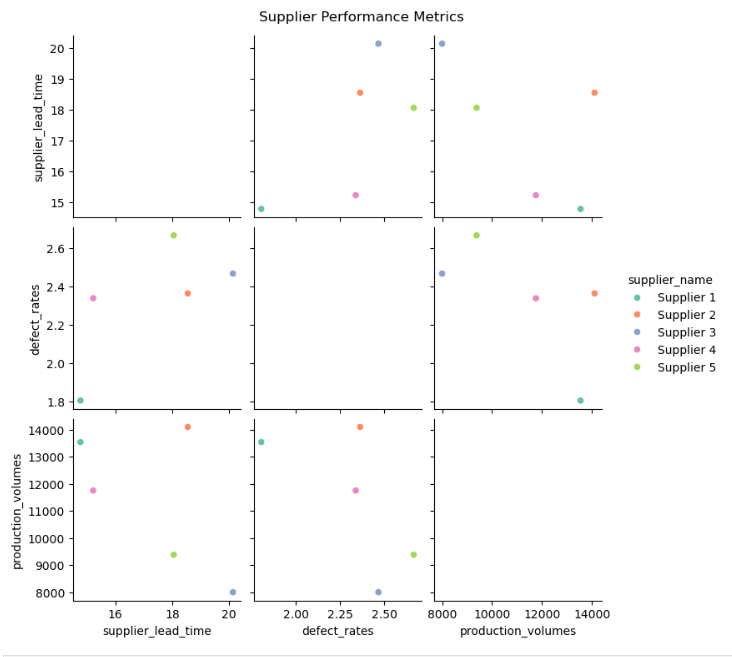 Supplier Performance Metrics
20
19
18
17
16
15
supplier_lead_time
2.6
2.4
2.2
2.0
1.8
defect_rates
supplier_name
Supplier 1
Supplier 2
Supplier 3
Supplier 4
Supplier 5
14000
13000
12000
11000
10000
9000
8000
production_volumes
16 18 20
2.00 2.25 2.50
8000 10000 12000 14000
supplier_lead_time
defect_rates
production_volumes